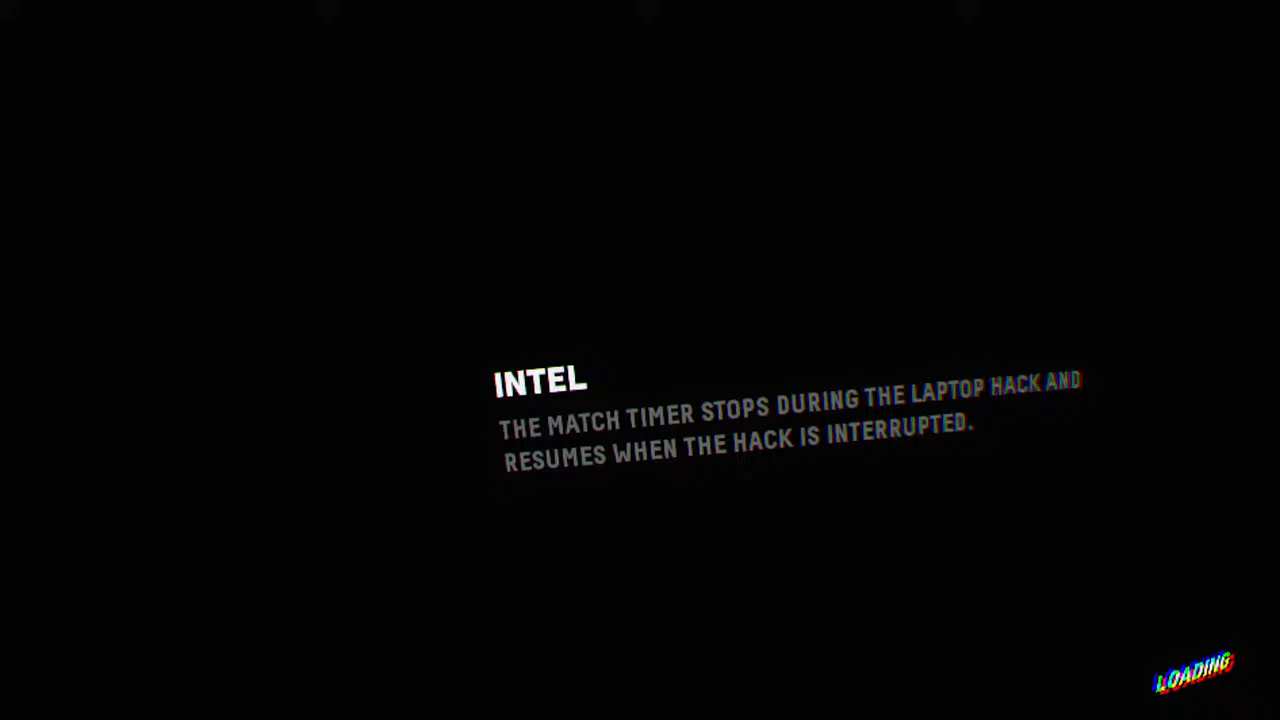 INTEL
THE MATCH TIMER STOPS DURING THE LAPTOP HACK AND
RESUMES WHEN THE HACK IS INTERRUPTED.
LOADING